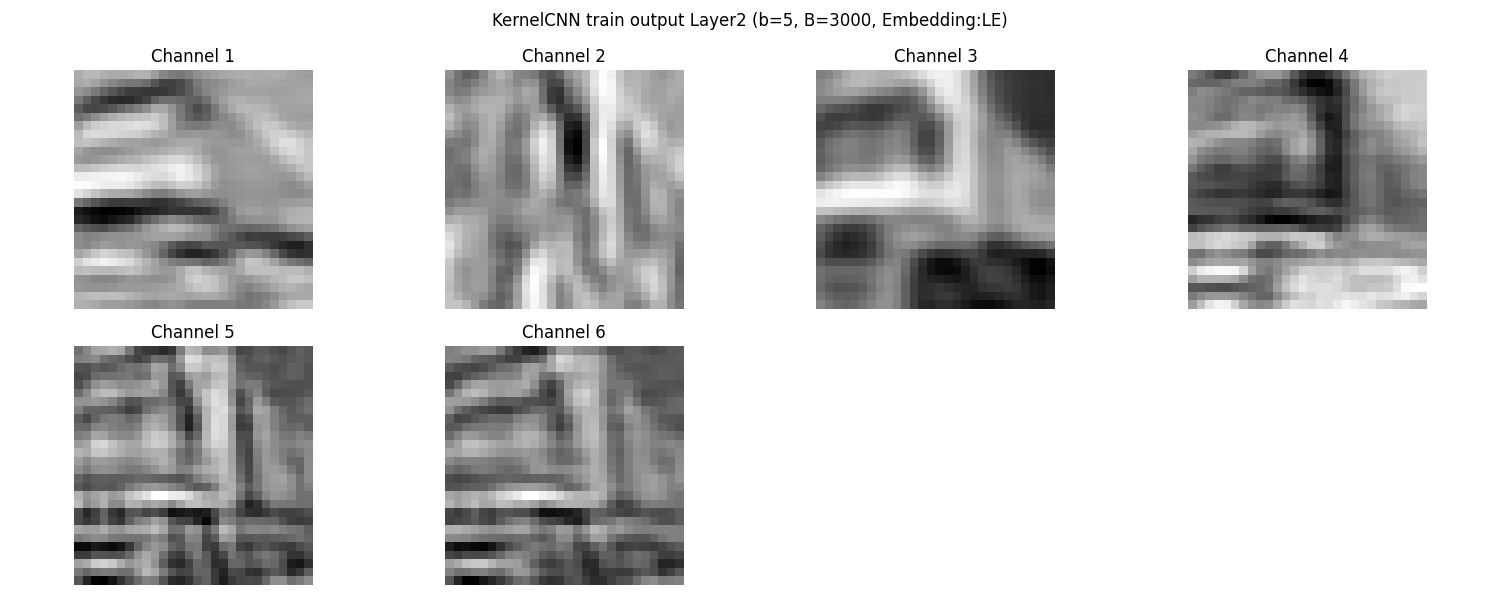 KernelCNN train output Layer2 (b=5, B=3000, Embedding:LE)
Channel 1
Channel 2
Channel 3
Channel 4
Channel 5
Channel 6